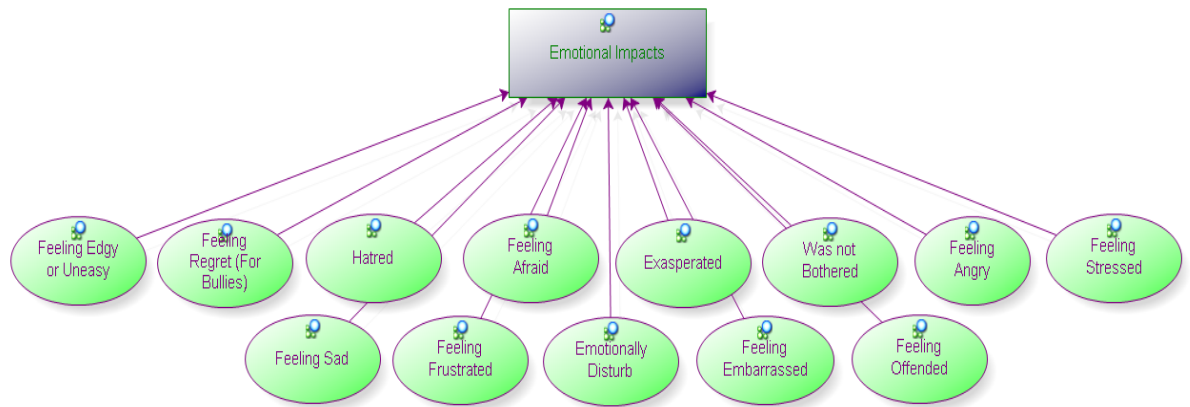 Emotional Impacts
Feeling Edgy
or Uneasy
Feeling
Regret (For
Bullies)
Hatred
Feeling
Afraid
Exasperated
Was not
Bothered
Feeling
Angry
Feeling
Stressed
Feeling Sad
Feeling
Frustrated
Emotionally
Disturb
Feeling
Embarrassed
Feeling
Offended